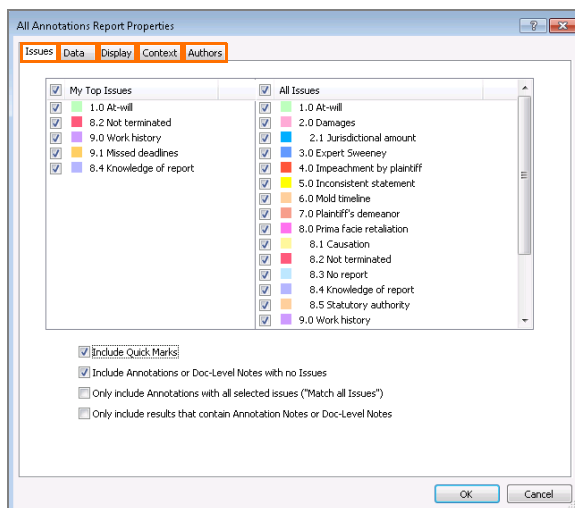 All Annotations Report Properties
Issues Data Display Context Authors
My Top Issues
1.0 At-will
8.2 Not terminated
9.0 Work history
9.1 Missed deadlines
8.4 Knowledge of report
All Issues
1.0 At-will
2.0 Damages
2.1 Jurisdictional amount
3.0 Expert Sweeney
4.0 Impeachment by plaintiff
5.0 Inconsistent statement
6.0 Mold timeline
7.0 Plaintiff's demeanor
8.0 Prima facie retaliation
8.1 Causation
8.2 Not terminated
8.3 No report
8.4 Knowledge of report
8.5 Statutory authority
9.0 Work history
Include Quick Marks
Include Annotations or Doc-Level Notes with no Issues
Only include Annotations with all selected issues ("Match all Issues")
Only include results that contain Annotation Notes or Doc-Level Notes
OK Cancel